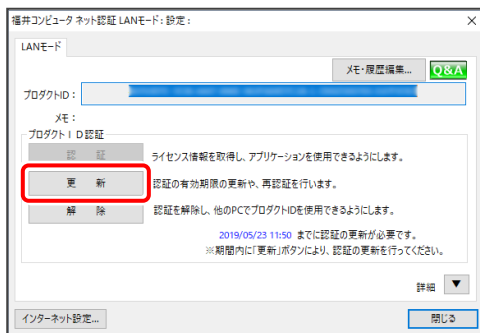 福井コンピュータ ネット認証 LANモード：設定：
LANモード
メモ・履歴編集...
Q&A
プロダクトID：
メモ：
プロダクトＩＤ認証
認　証
ライセンス情報を取得し、アプリケーションを使用できるようにします。
更　新
認証の有効期限の更新や、再認証を行います。
解　除
認証を解除し、他のPCでプロダクトIDを使用できるようにします。
2019/05/23 11:50 までに認証の更新が必要です。
※期間内に「更新」ボタンにより、認証の更新を行ってください。
詳細 ▼
インターネット設定...
閉じる